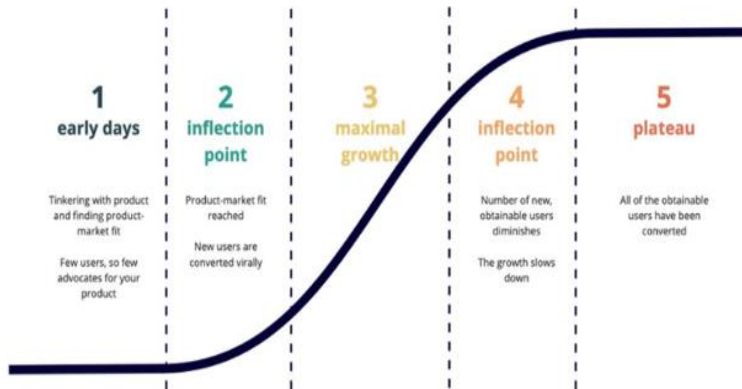 1
early days
Tinkering with product
and finding product-
market fit
Few users, so few
advocates for your
product
2
inflection
point
Product-market fit
reached
New users are
converted virally
3
maximal
growth
4
inflection
point
Number of new,
obtainable users
diminishes
The growth slows
down
5
plateau
All of the obtainable
users have been
converted